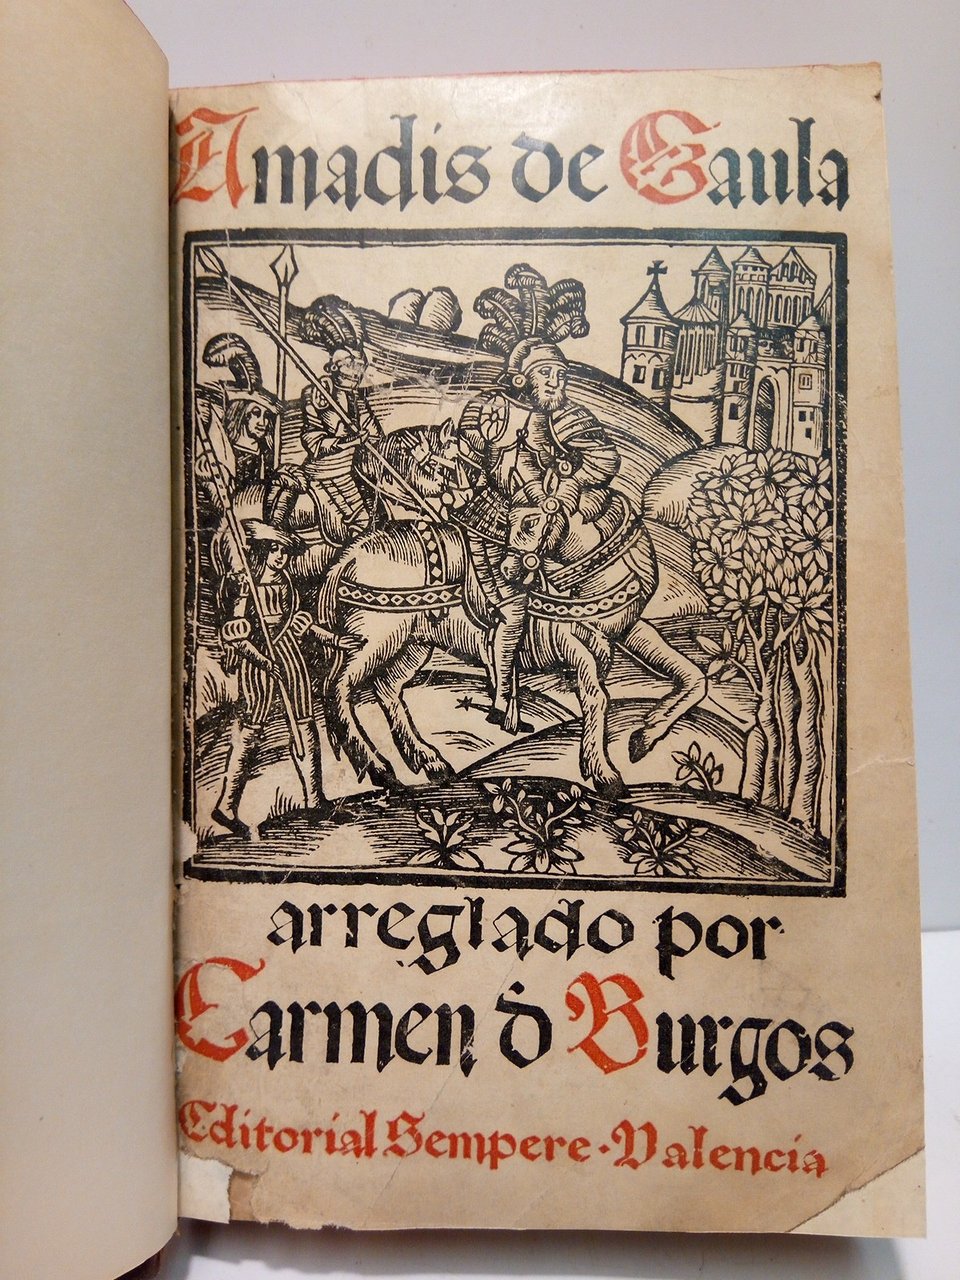 Amadis de Gaula
arreglado por
Carmen d Burgos
Editorial Sempere · Valencia